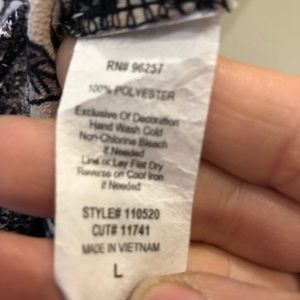 RN# 96257
100% POLYESTER
Exclusive Of Decoration
Hand Wash Cold
Non-Chlorine Bleach
if Needed
Line or Lay Flat Dry
Reverse on Cool Iron
if Needed
STYLE# 110520
CUT# 11741
MADE IN VIETNAM
L